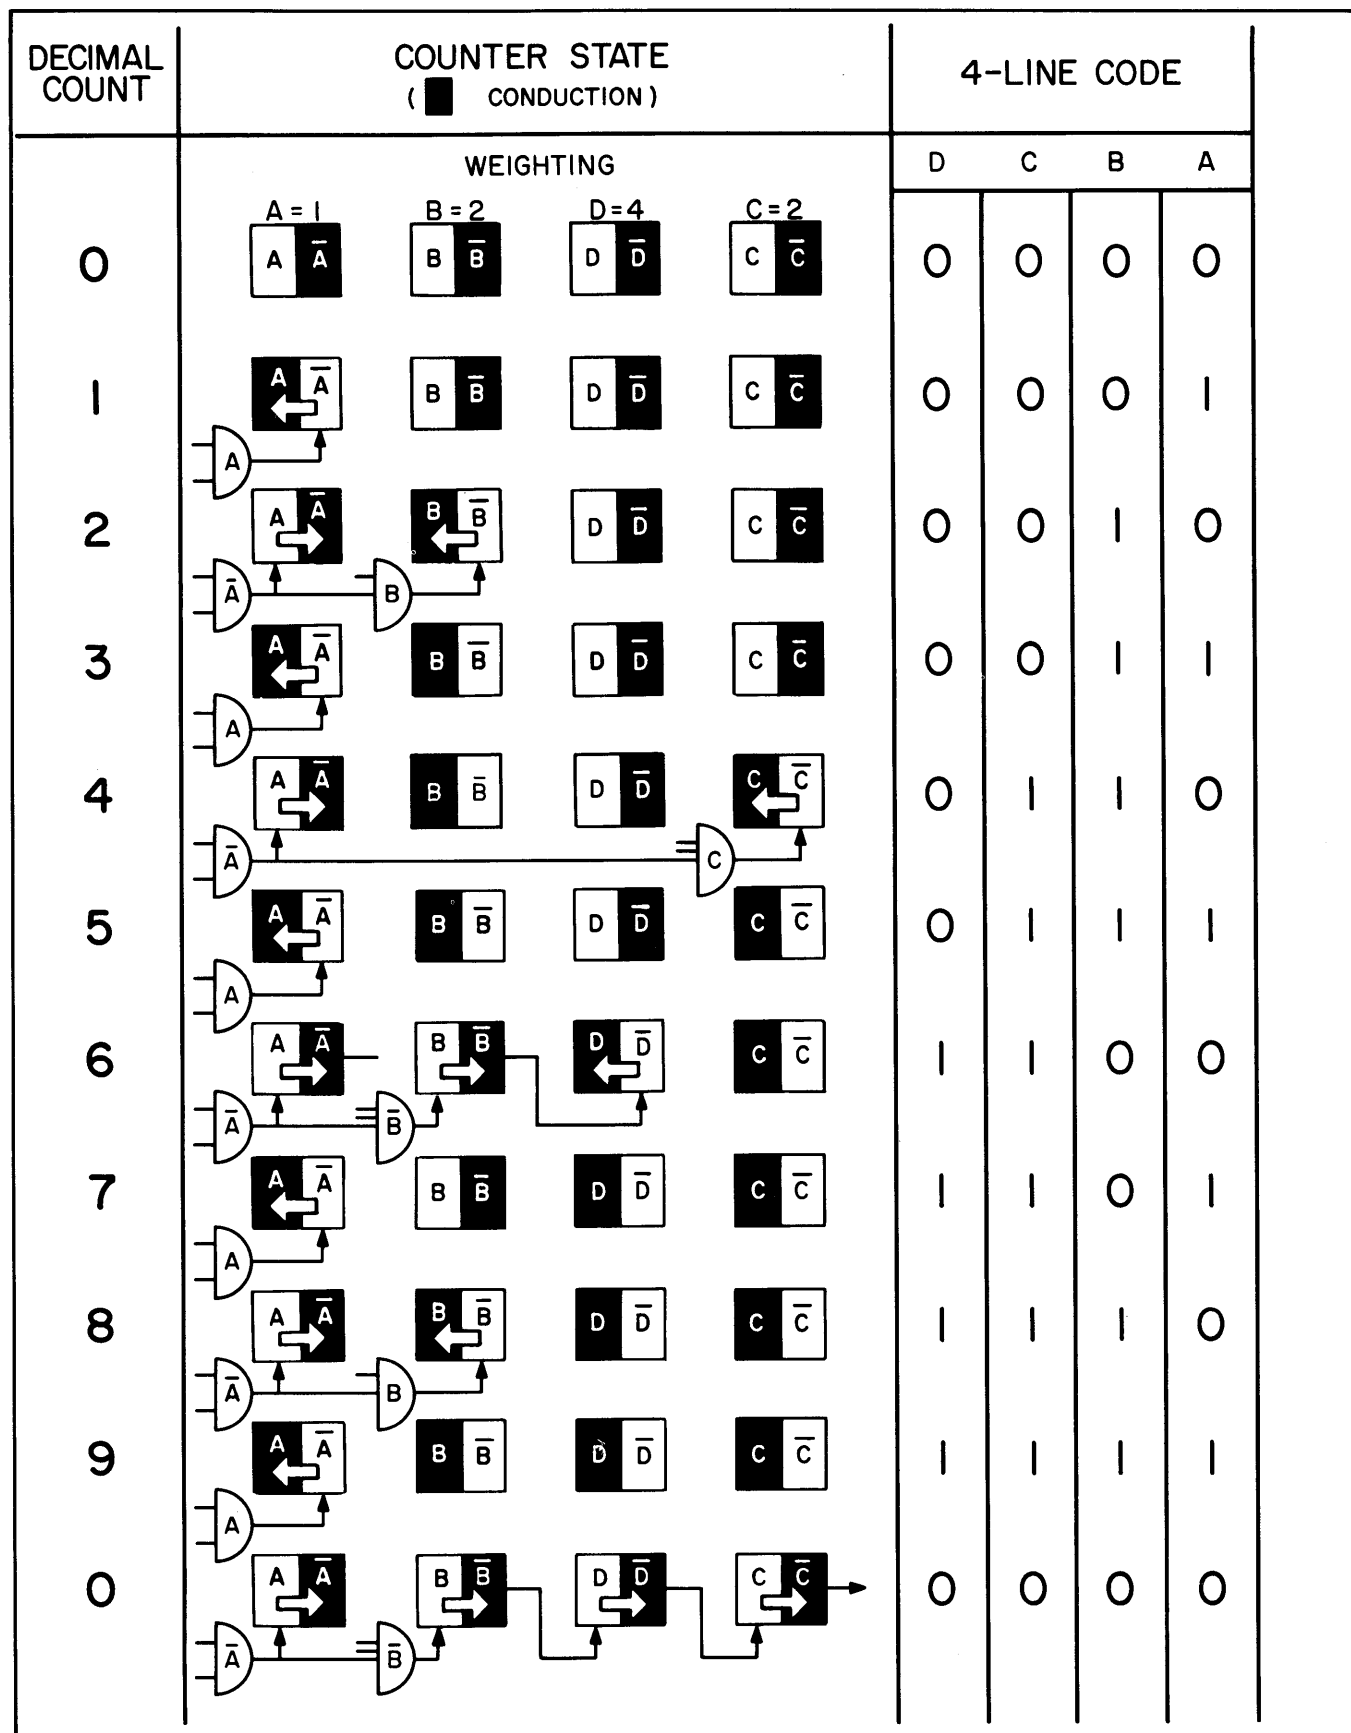 DECIMAL COUNT
COUNTER STATE
( CONDUCTION )
4-LINE CODE
WEIGHTING
D C B A
A = 1 B = 2 D = 4 C = 2
0 A A̅ B B̅ D D̅ C C̅ 0 0 0 0
1 A A̅ B B̅ D D̅ C C̅ 0 0 0 1
A
2 A A̅ B B̅ D D̅ C C̅ 0 0 1 0
A̅ B
3 A A̅ B B̅ D D̅ C C̅ 0 0 1 1
A
4 A A̅ B B̅ D D̅ C C̅ 0 1 1 0
A̅ C
5 A A̅ B B̅ D D̅ C C̅ 0 1 1 1
A
6 A A̅ B B̅ D D̅ C C̅ 1 1 0 0
A̅ B̅
7 A A̅ B B̅ D D̅ C C̅ 1 1 0 1
A
8 A A̅ B B̅ D D̅ C C̅ 1 1 1 0
A̅ B
9 A A̅ B B̅ D D̅ C C̅ 1 1 1 1
A
0 A A̅ B B̅ D D̅ C C̅ 0 0 0 0
A̅ B̅